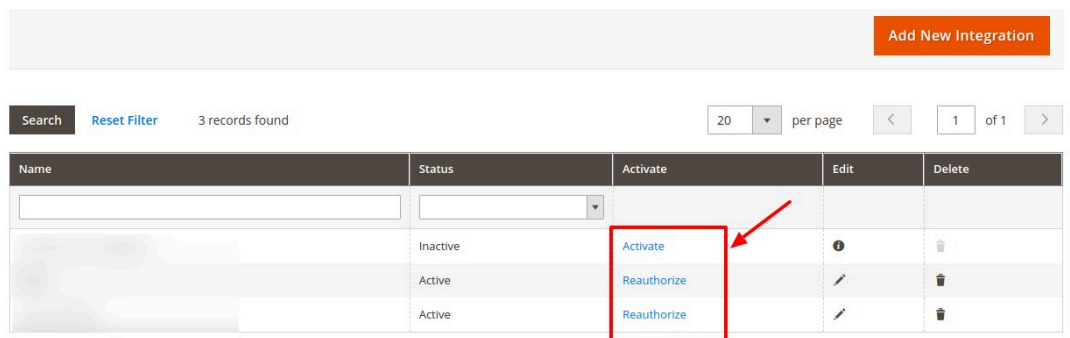 Add New Integration
Search Reset Filter 3 records found 20 per page 1 of 1
Name Status Activate Edit Delete
Inactive Activate
Active Reauthorize
Active Reauthorize